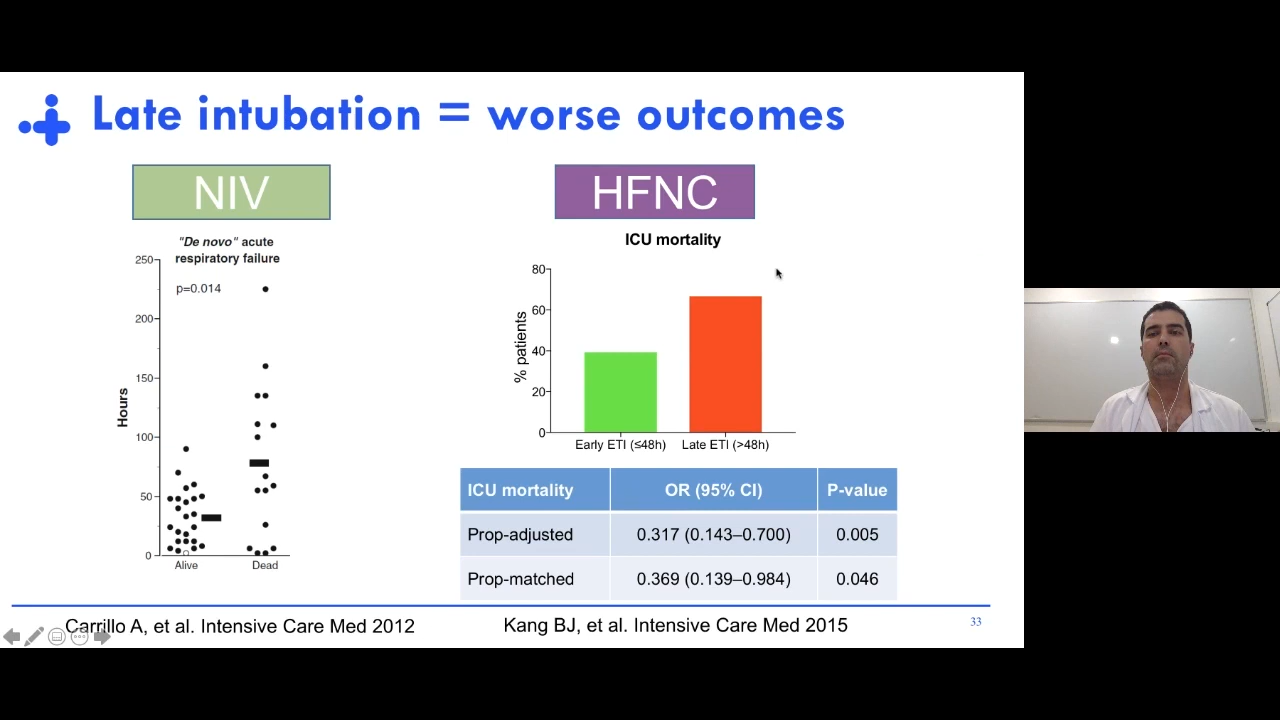 Late intubation = worse outcomes
NIV
"De novo" acute
respiratory failure
p=0.014
Hours
250
200
150
100
50
0
Alive
Dead
HFNC
ICU mortality
% patients
80
60
40
20
0
Early ETI (≤48h)
Late ETI (>48h)
ICU mortality OR (95% CI) P-value
Prop-adjusted 0.317 (0.143–0.700) 0.005
Prop-matched 0.369 (0.139–0.984) 0.046
Carrillo A, et al. Intensive Care Med 2012
Kang BJ, et al. Intensive Care Med 2015
33